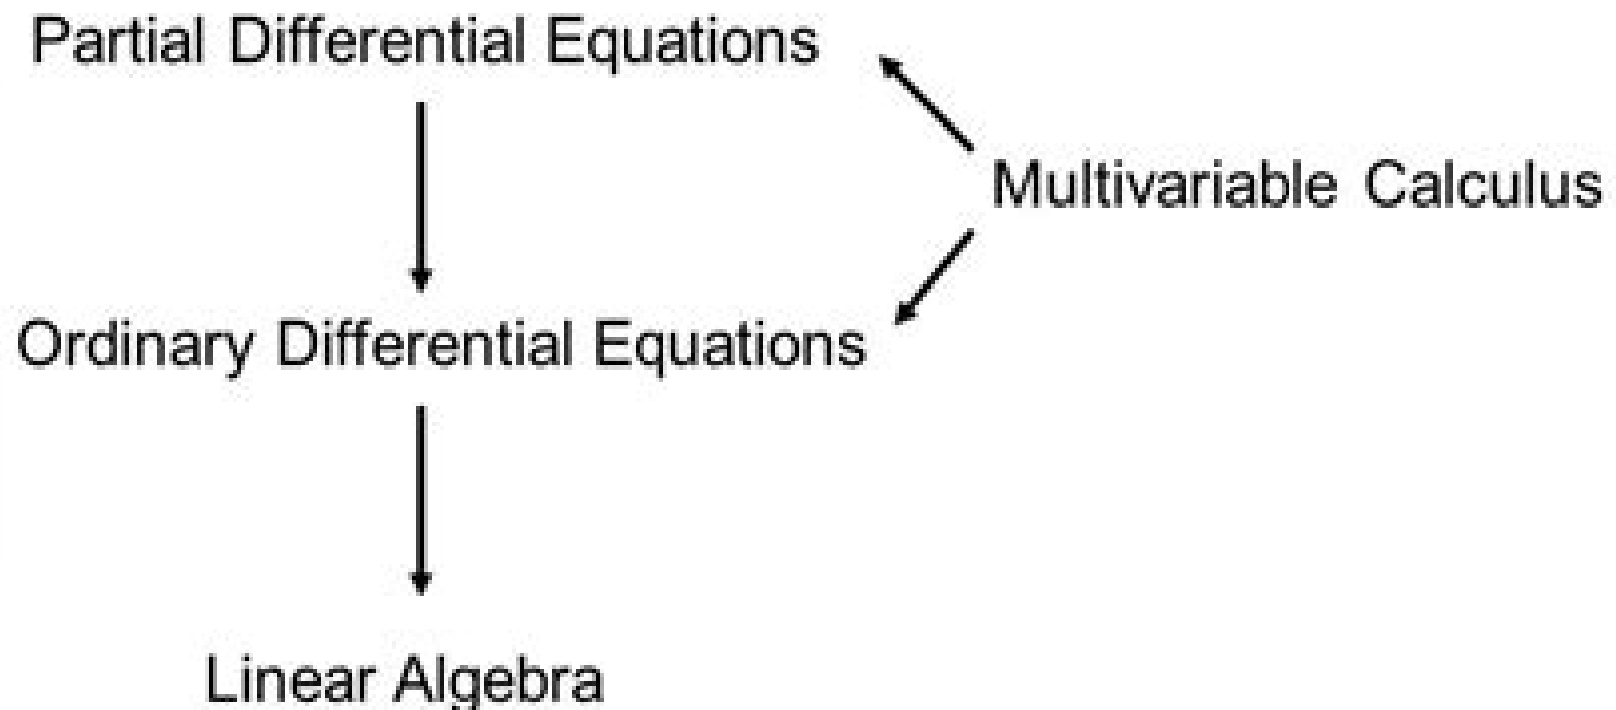 Partial Differential Equations
Multivariable Calculus
Ordinary Differential Equations
Linear Algebra